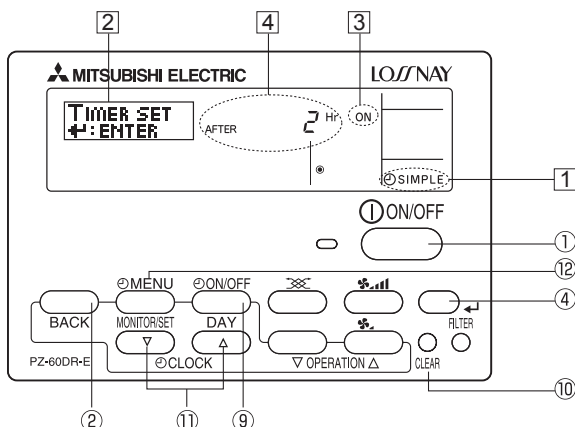 2 4 3
MITSUBISHI ELECTRIC LOSSNAY
TIMER SET
↵: ENTER
AFTER 2 Hr ON
SIMPLE 1
ON/OFF
①
⑫
MENU ON/OFF
④
BACK MONITOR/SET DAY FILTER
PZ-60DR-E CLOCK ▽ OPERATION △ CLEAR
② ⑪ ⑨ ⑩